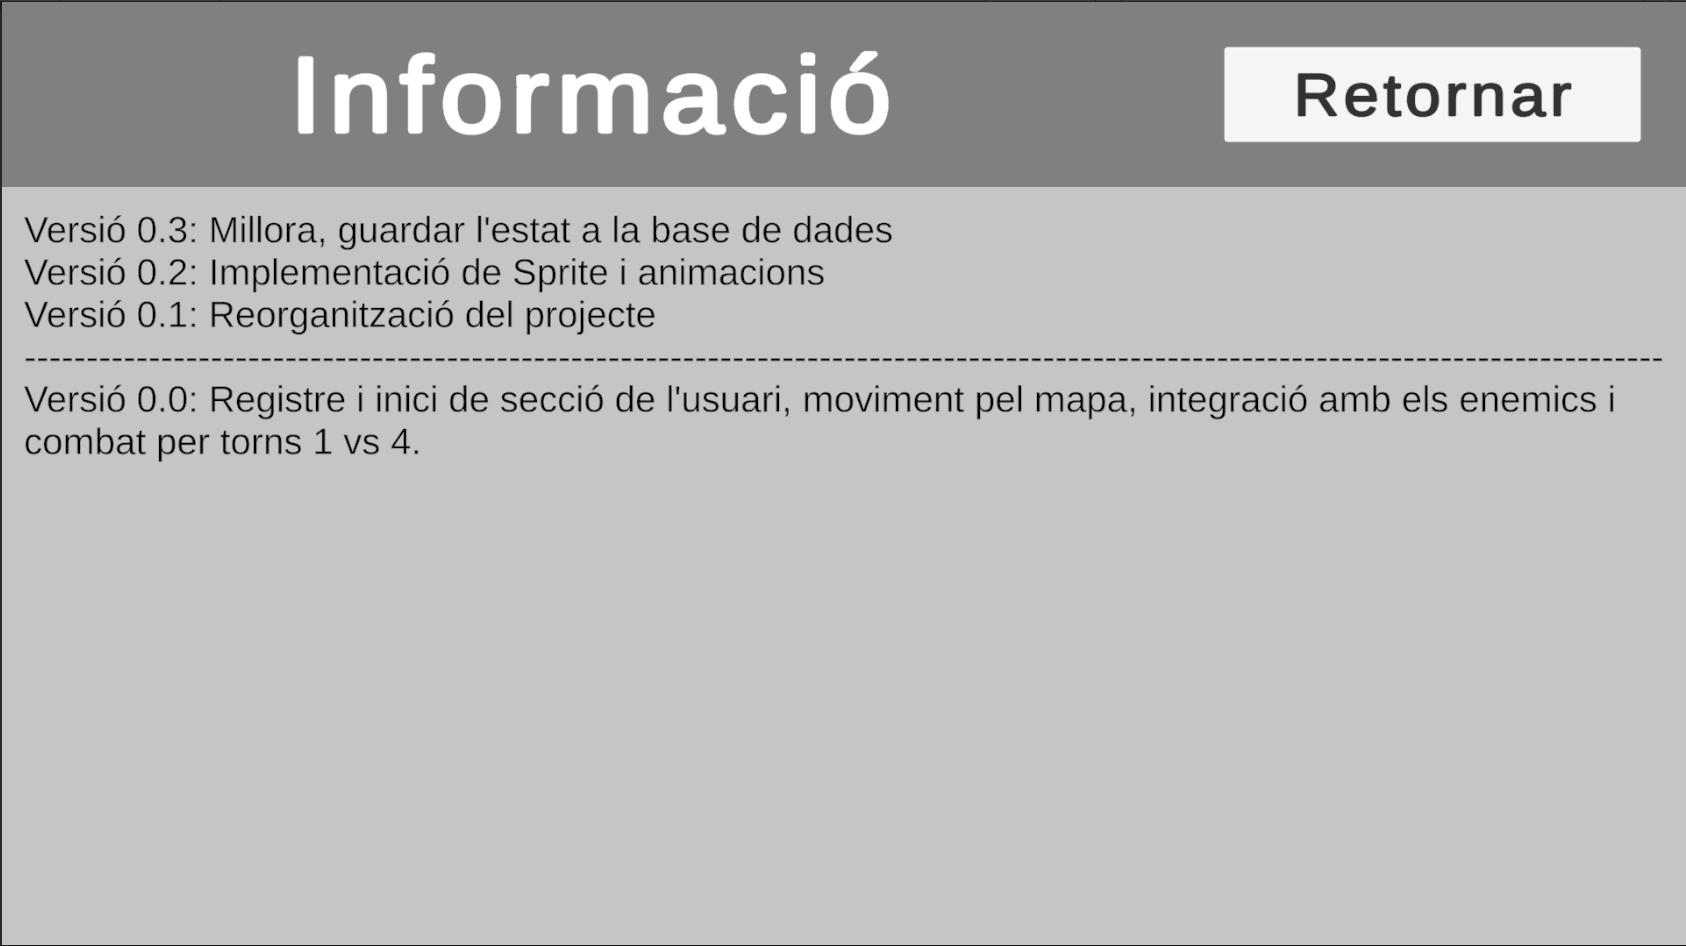 Informació
Retornar
Versió 0.3: Millora, guardar l'estat a la base de dades
Versió 0.2: Implementació de Sprite i animacions
Versió 0.1: Reorganització del projecte
------------------------------------------------------------------------------------------------------------------------------------
Versió 0.0: Registre i inici de secció de l'usuari, moviment pel mapa, integració amb els enemics i
combat per torns 1 vs 4.